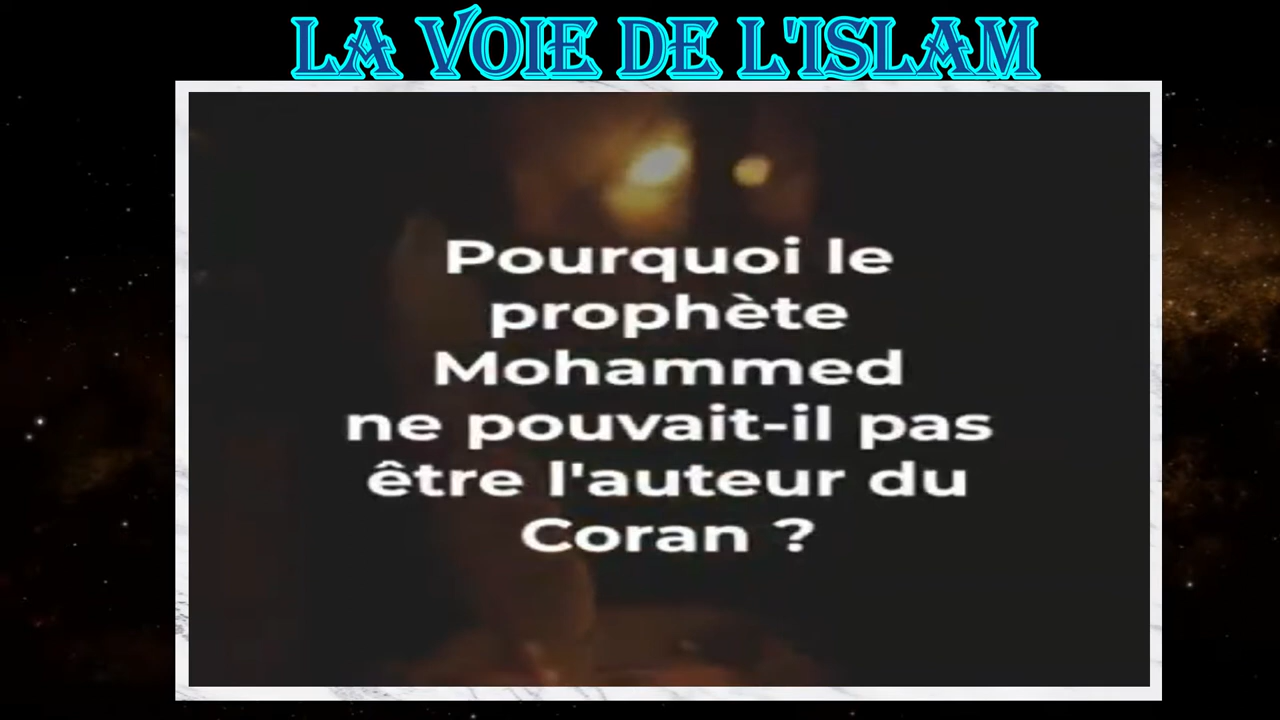 LA VOIE DE L'ISLAM
Pourquoi le
prophète
Mohammed
ne pouvait-il pas
être l'auteur du
Coran ?